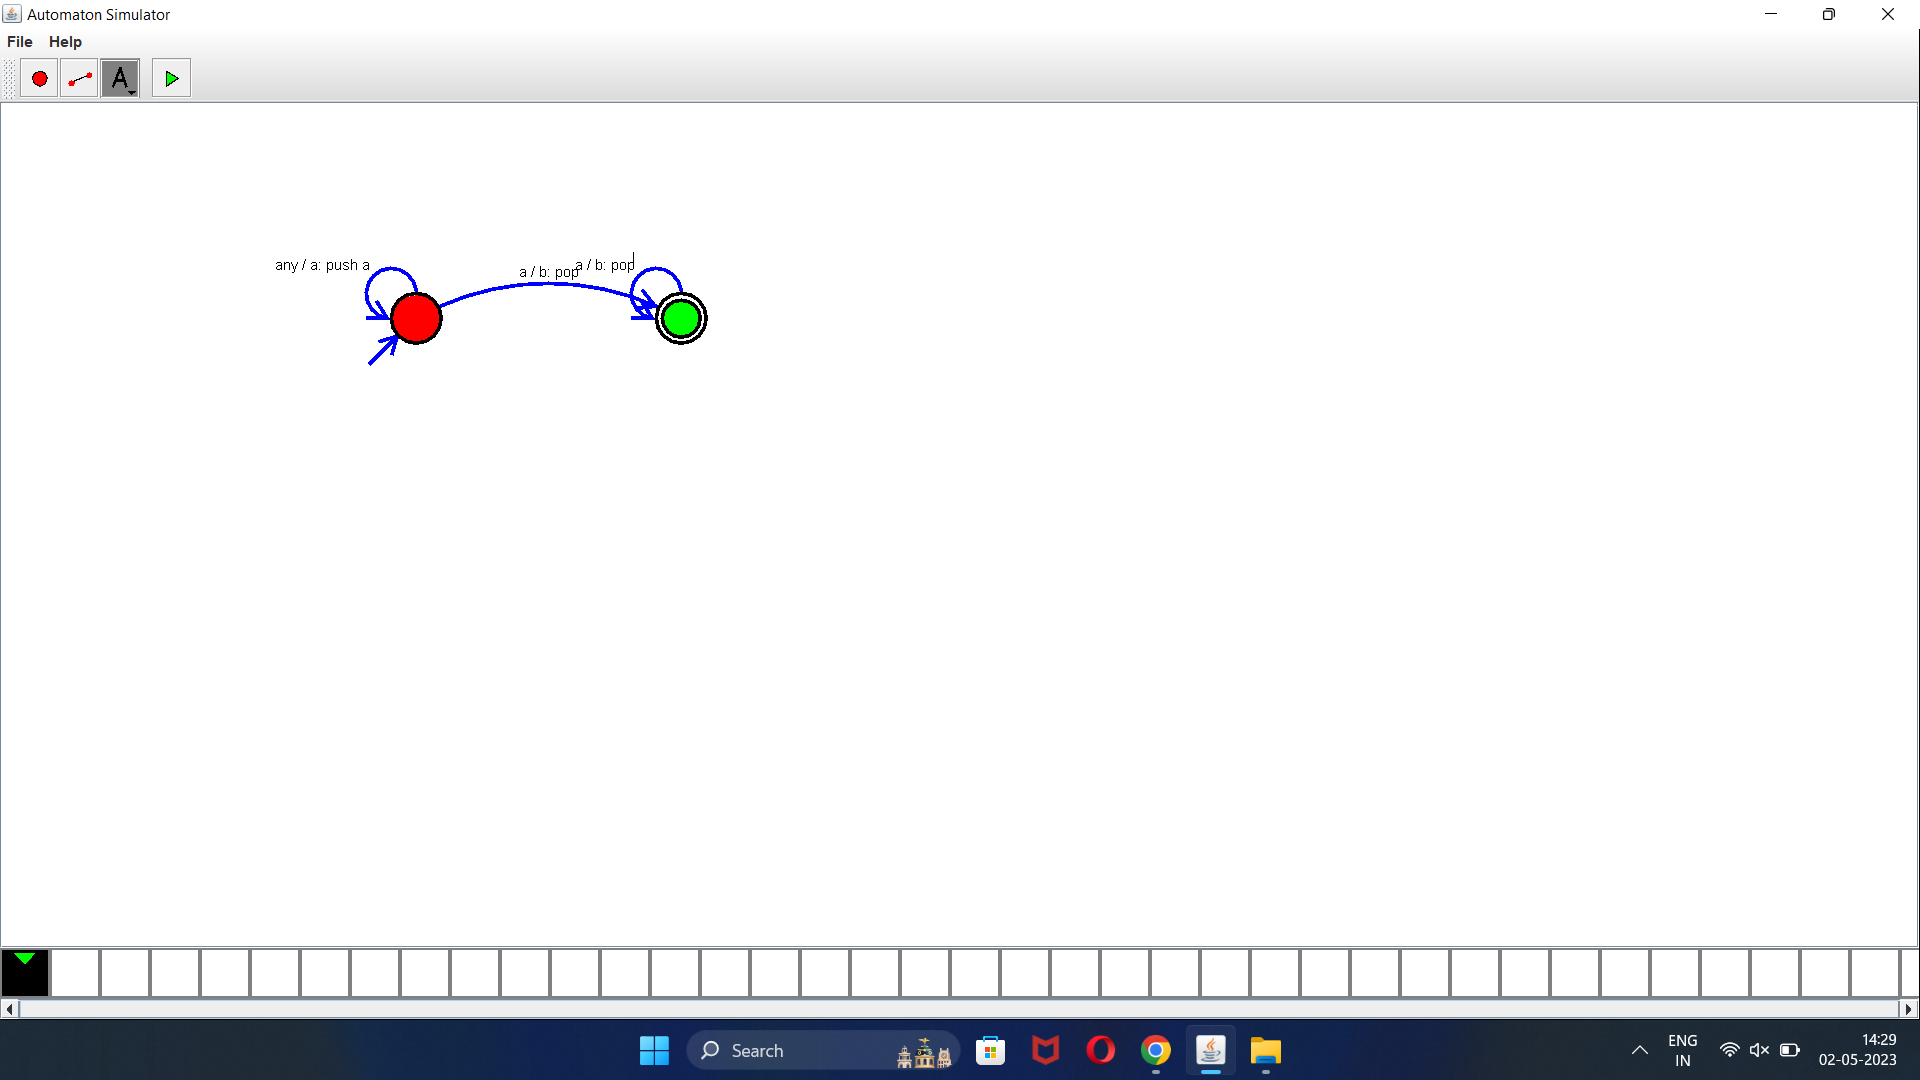 Automaton Simulator
File Help
A
any / a: push a
a / b: pop
a / b: pop
Search
ENG
IN
14:29
02-05-2023